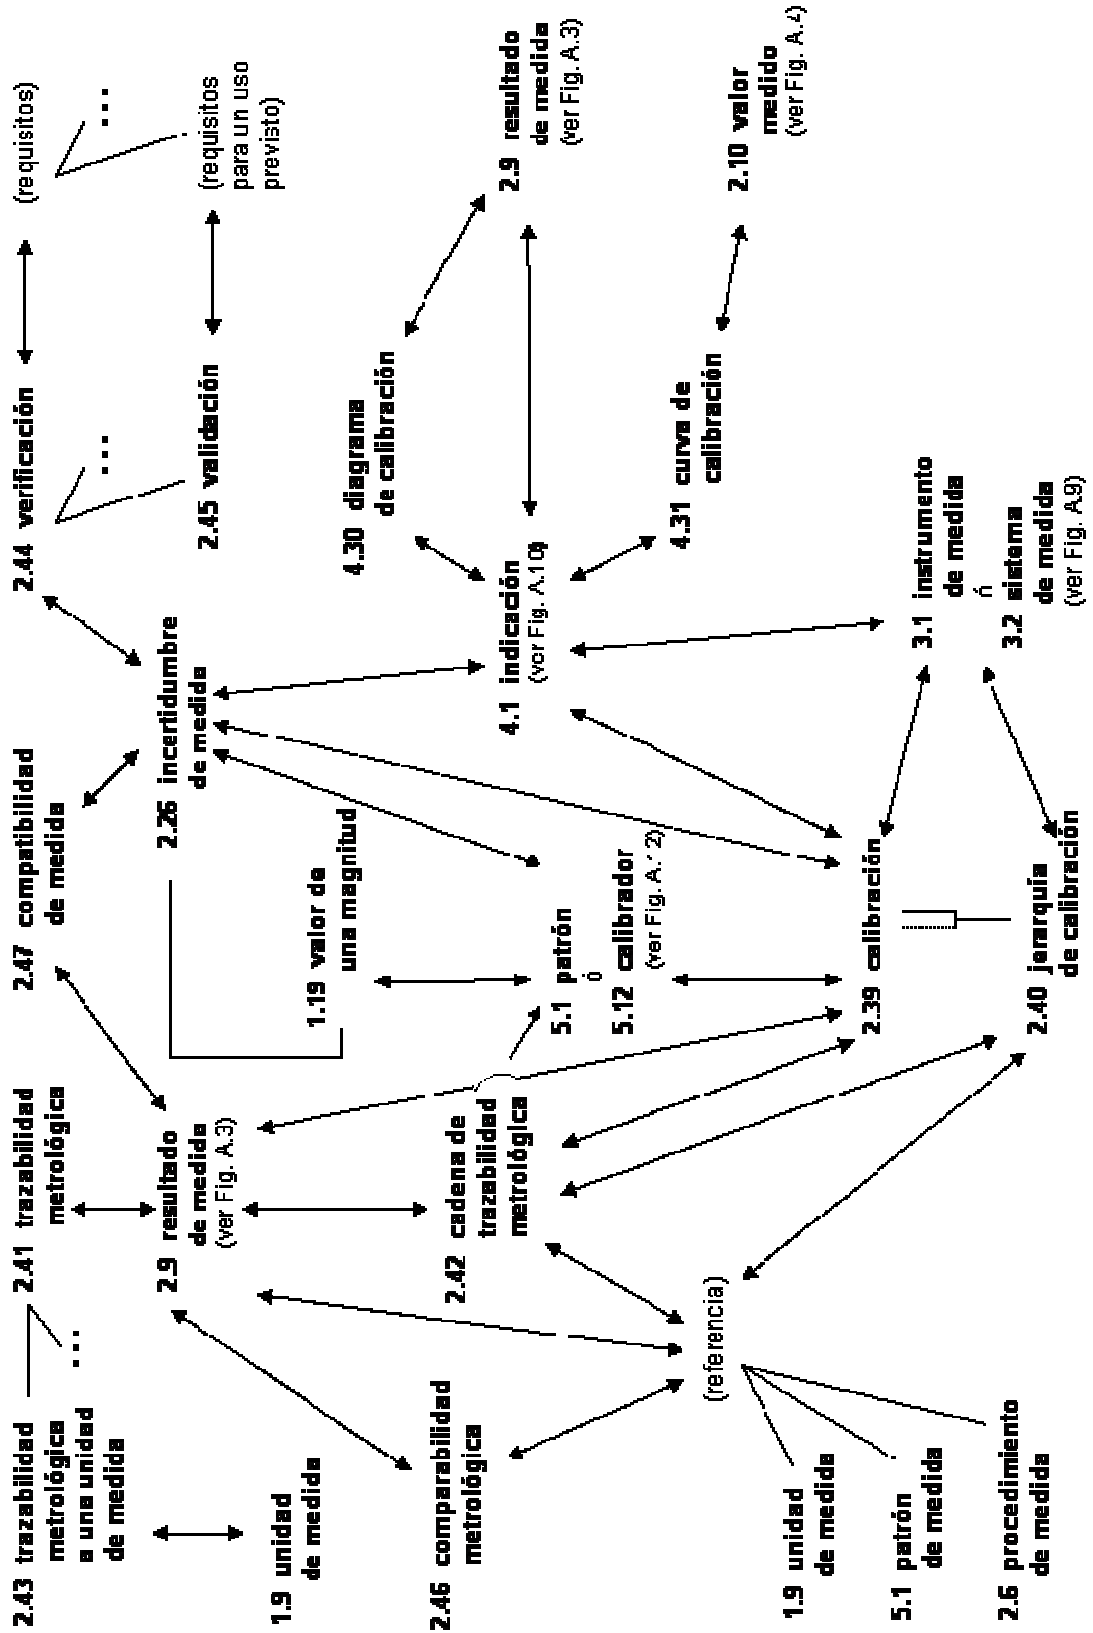 2.43 trazabilidad
metrológica
a una unidad
de medida
2.41 trazabilidad
metrológica
2.47 compatibilidad
de medida
2.44 verificación
(requisitos)
...
...
...
2.45 validación
(requisitos
para un uso
previsto)
2.9 resultado
de medida
(ver Fig. A.3)
2.26 incertidumbre
de medida
1.9 unidad
de medida
1.19 valor de
una magnitud
4.30 diagrama
de calibración
2.46 comparabilidad
metrológica
2.42 cadena de
trazabilidad
metrológica
5.1 patrón
ó
5.12 calibrador
(ver Fig. A.12)
4.1 indicación
(ver Fig. A.10)
2.9 resultado
de medida
(ver Fig. A.3)
4.31 curva de
calibración
2.10 valor
medido
(ver Fig. A.4)
(referencia)
1.9 unidad
de medida
5.1 patrón
de medida
2.6 procedimiento
de medida
2.39 calibración
2.40 jerarquía
de calibración
3.1 instrumento
de medida
ó
3.2 sistema
de medida
(ver Fig. A.9)